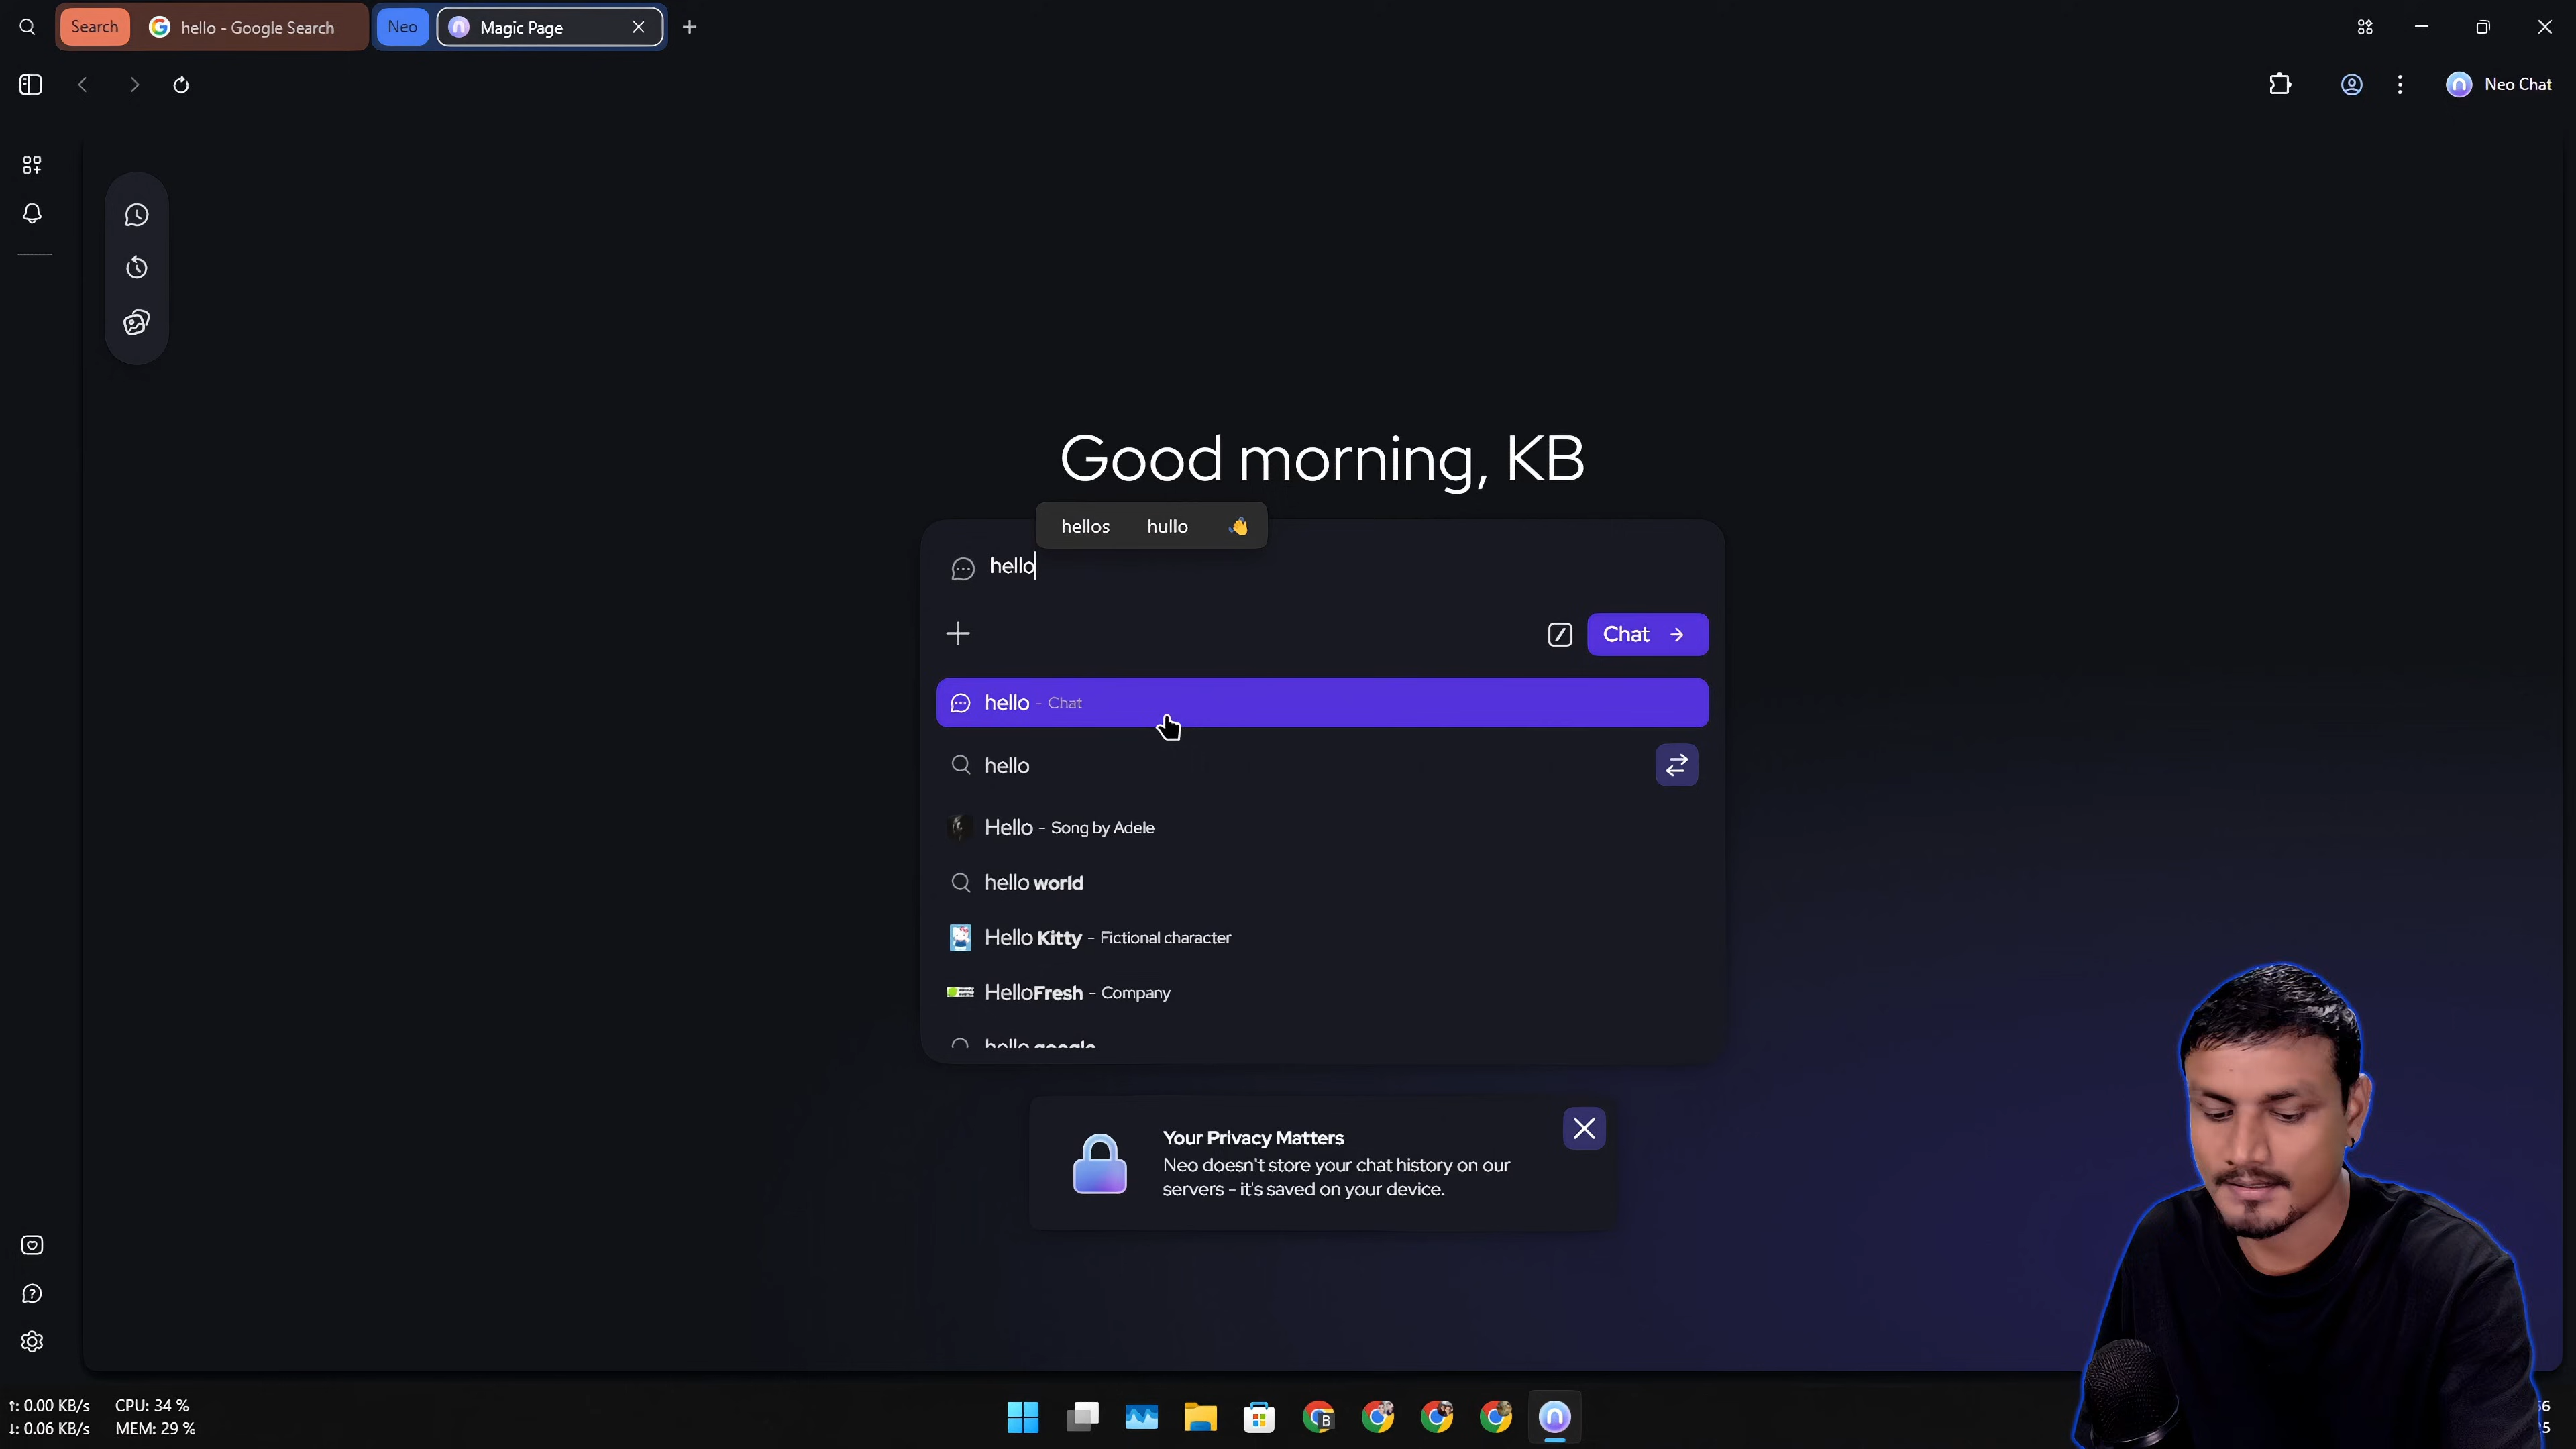 Search
hello - Google Search
Neo
Magic Page
Neo Chat
Good morning, KB
hellos hullo 👋
hello
Chat
hello - Chat
hello
Hello - Song by Adele
hello world
Hello Kitty - Fictional character
HelloFresh - Company
Your Privacy Matters
Neo doesn't store your chat history on our
servers - it's saved on your device.
↑: 0.00 KB/s CPU: 34 %
↓: 0.06 KB/s MEM: 29 %